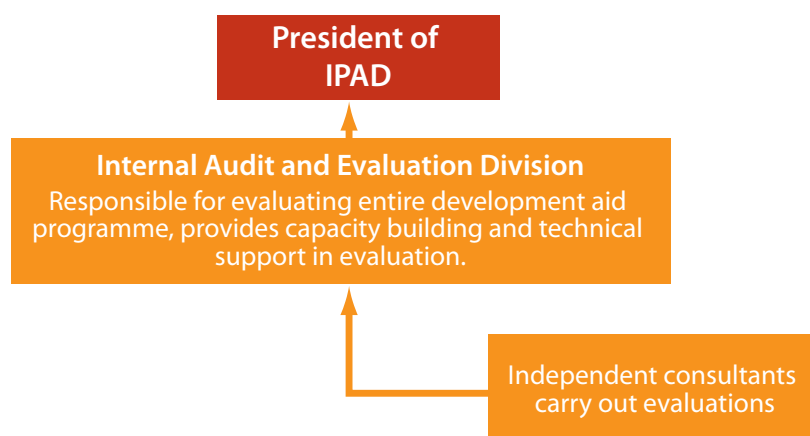 President of
IPAD
Internal Audit and Evaluation Division
Responsible for evaluating entire development aid
programme, provides capacity building and technical
support in evaluation.
Independent consultants
carry out evaluations